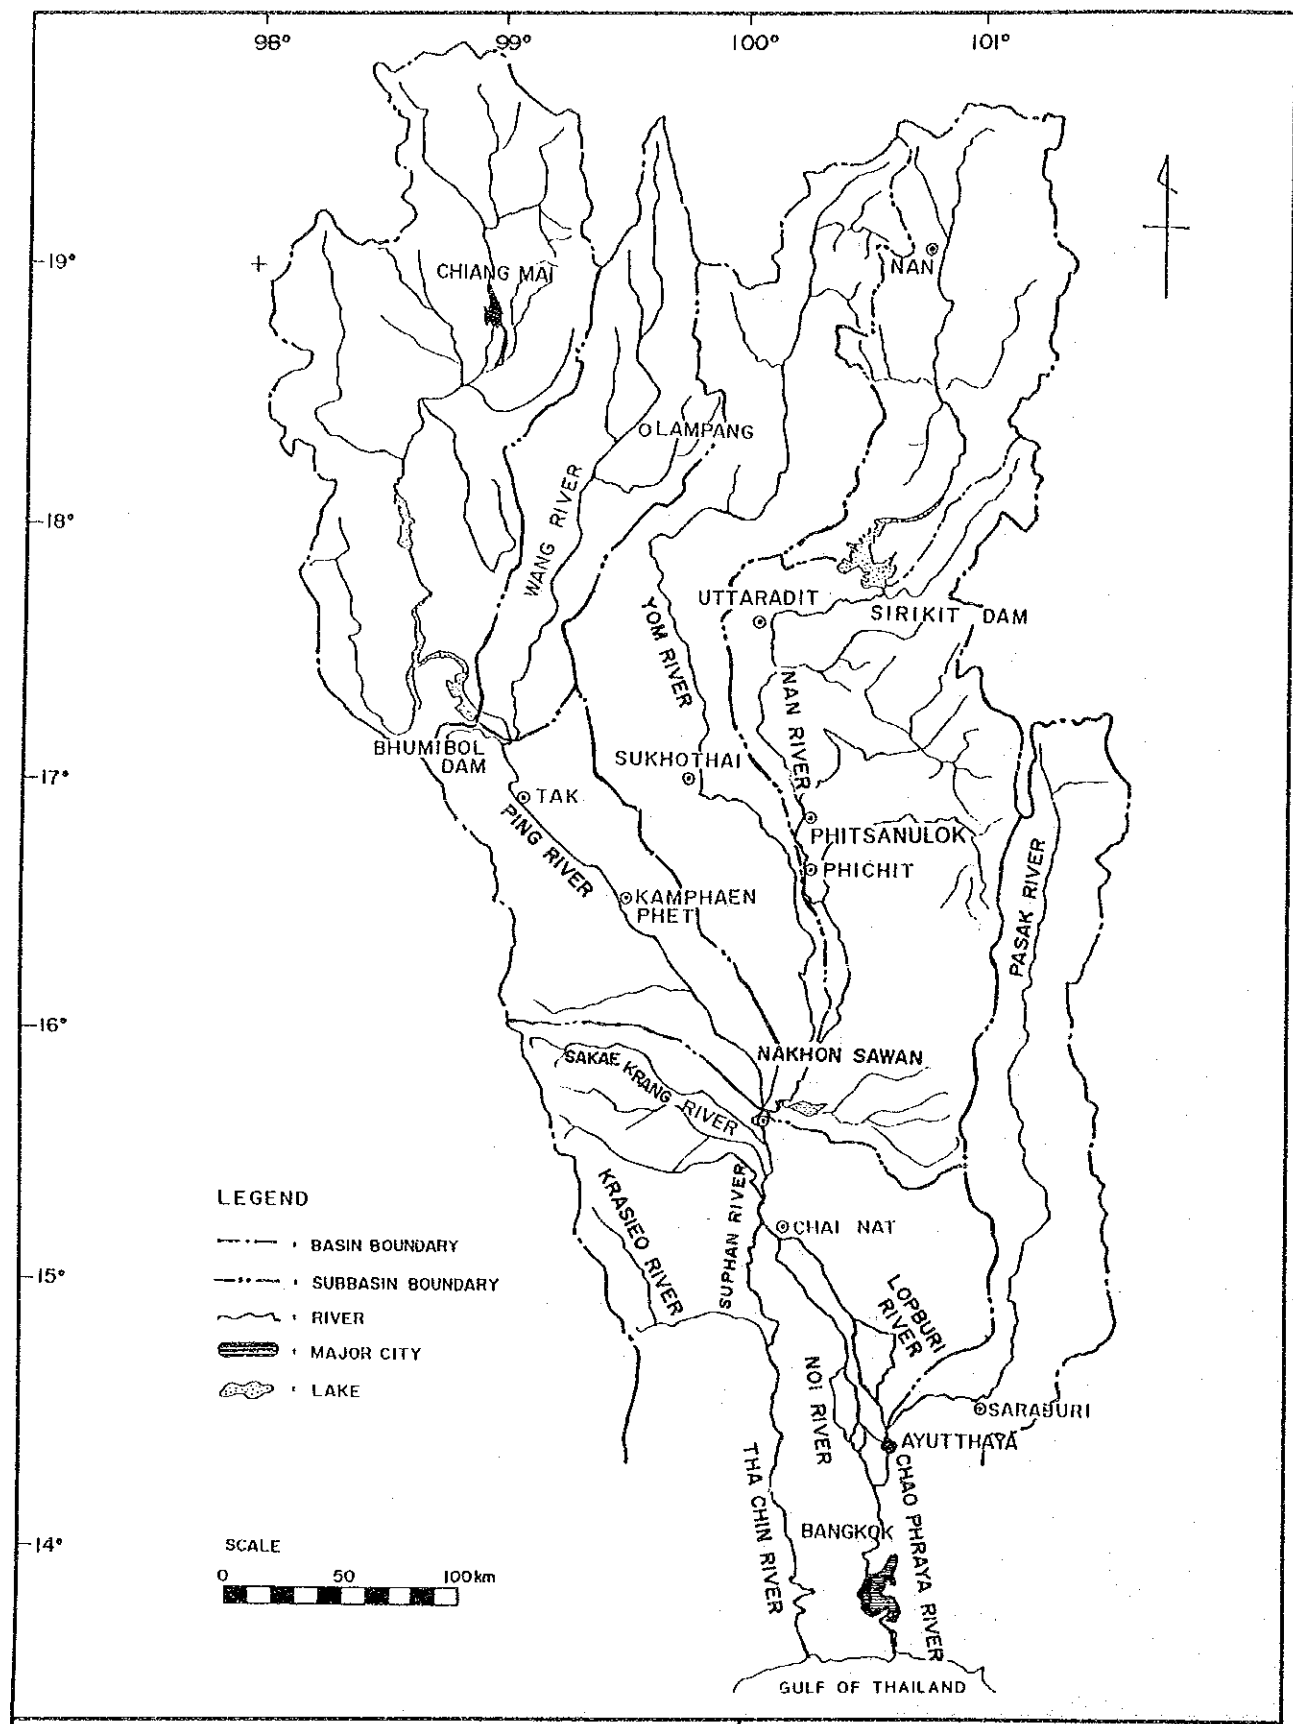 98° 99° 100° 101°
19°
18°
17°
16°
15°
14°
CHIANG MAI
NAN
LAMPANG
WANG RIVER
UTTARADIT
SIRIKIT DAM
YOM RIVER
NAN RIVER
BHUMIBOL
DAM
SUKHOTHAI
TAK
PING RIVER
PHITSANULOK
PHICHIT
KAMPHAEN
PHET
PASAK RIVER
NAKHON SAWAN
SAKAE KRANG RIVER
KRASIEO RIVER
SUPHAN RIVER
CHAI NAT
LOPBURI
RIVER
NOI RIVER
SARABURI
AYUTTHAYA
THA CHIN RIVER
CHAO PHRAYA RIVER
BANGKOK
GULF OF THAILAND
LEGEND
BASIN BOUNDARY
SUBBASIN BOUNDARY
RIVER
MAJOR CITY
LAKE
SCALE
0 50 100km